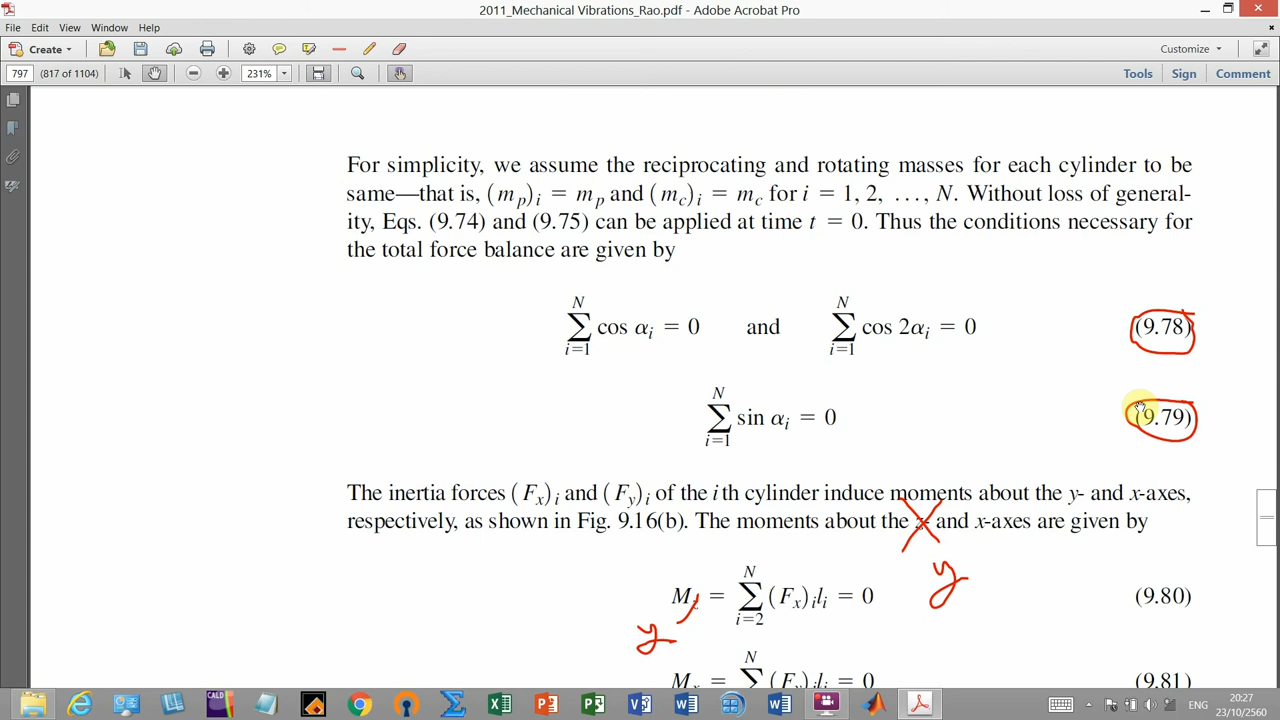 2011_Mechanical Vibrations_Rao.pdf - Adobe Acrobat Pro
File Edit View Window Help
Create Customize
797 (817 of 1104) 231% Tools Sign Comment
For simplicity, we assume the reciprocating and rotating masses for each cylinder to be
same—that is, (m_p)_i = m_p and (m_c)_i = m_c for i = 1, 2, …, N. Without loss of general-
ity, Eqs. (9.74) and (9.75) can be applied at time t = 0. Thus the conditions necessary for
the total force balance are given by
∑_{i=1}^{N} cos α_i = 0 and ∑_{i=1}^{N} cos 2α_i = 0 (9.78)
∑_{i=1}^{N} sin α_i = 0 (9.79)
The inertia forces (F_x)_i and (F_y)_i of the ith cylinder induce moments about the y- and x-axes,
respectively, as shown in Fig. 9.16(b). The moments about the z- and x-axes are given by
y
M_z = ∑_{i=2}^{N} (F_x)_i l_i = 0 (9.80)
y
M_x = ∑^{N} (F_y)_i l_i = 0 (9.81)
CALD
ENG
20:27
23/10/2560